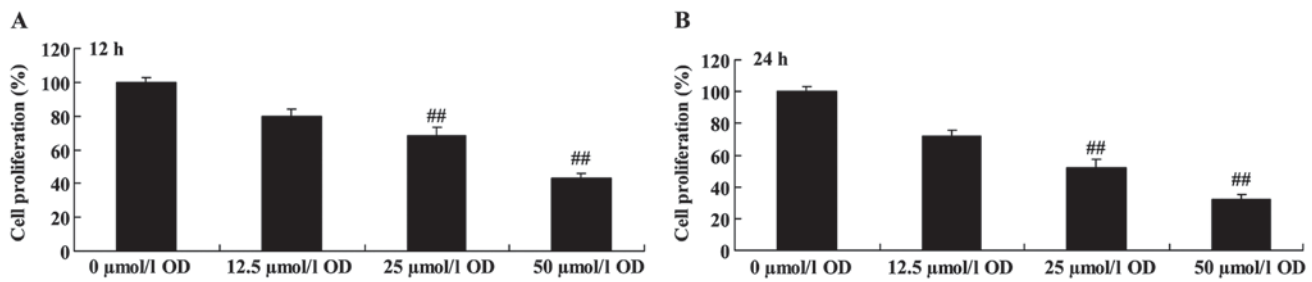 A
12 h
Cell proliferation (%)
120
100
80
60
40
20
0
##
##
0 µmol/l OD
12.5 µmol/l OD
25 µmol/l OD
50 µmol/l OD
B
24 h
Cell proliferation (%)
120
100
80
60
40
20
0
##
##
0 µmol/l OD
12.5 µmol/l OD
25 µmol/l OD
50 µmol/l OD